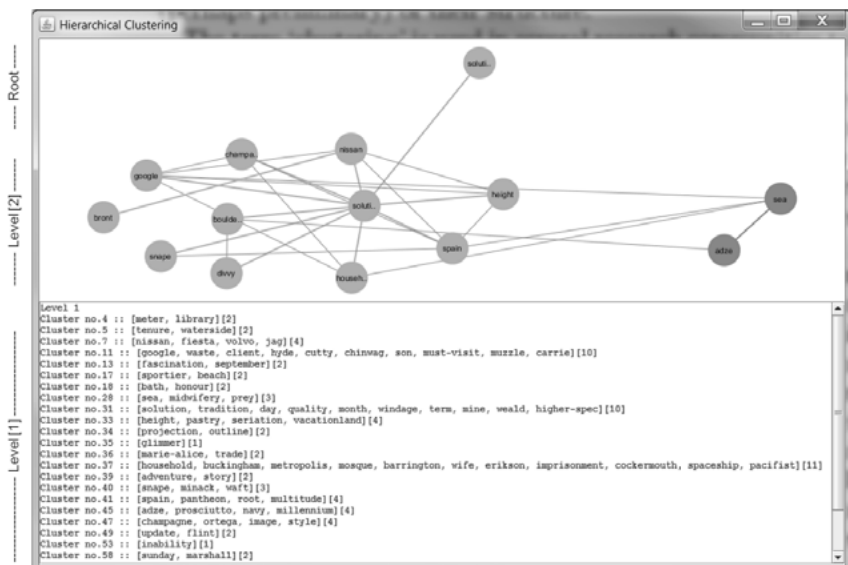 Hierarchical Clustering
----- Root -----
------ Level[2] ------
Level[1]
soluti..
nissan
champa..
google
height
sea
soluti..
bront
boulde..
spain
adze
snape
divvy
househ..
Level 1
Cluster no.4 :: [meter, library][2]
Cluster no.5 :: [tenure, waterside][2]
Cluster no.7 :: [nissan, fiesta, volvo, jag][4]
Cluster no.11 :: [google, waste, client, hyde, cutty, chinwag, son, must-visit, muzzle, carrie][10]
Cluster no.13 :: [fascination, september][2]
Cluster no.17 :: [sportier, beach][2]
Cluster no.18 :: [bath, honour][2]
Cluster no.28 :: [sea, midwifery, prey][3]
Cluster no.31 :: [solution, tradition, day, quality, month, windage, term, mine, weald, higher-spec][10]
Cluster no.33 :: [height, pastry, seriation, vacationland][4]
Cluster no.34 :: [projection, outline][2]
Cluster no.35 :: [glimmer][1]
Cluster no.36 :: [marie-alice, trade][2]
Cluster no.37 :: [household, buckingham, metropolis, mosque, barrington, wife, erikson, imprisonment, cockermouth, spaceship, pacifist][11]
Cluster no.39 :: [adventure, story][2]
Cluster no.40 :: [snape, minack, waft][3]
Cluster no.41 :: [spain, pantheon, root, multitude][4]
Cluster no.45 :: [adze, prosciutto, navy, millennium][4]
Cluster no.47 :: [champagne, ortega, image, style][4]
Cluster no.49 :: [update, flint][2]
Cluster no.53 :: [inability][1]
Cluster no.58 :: [sunday, marshall][2]